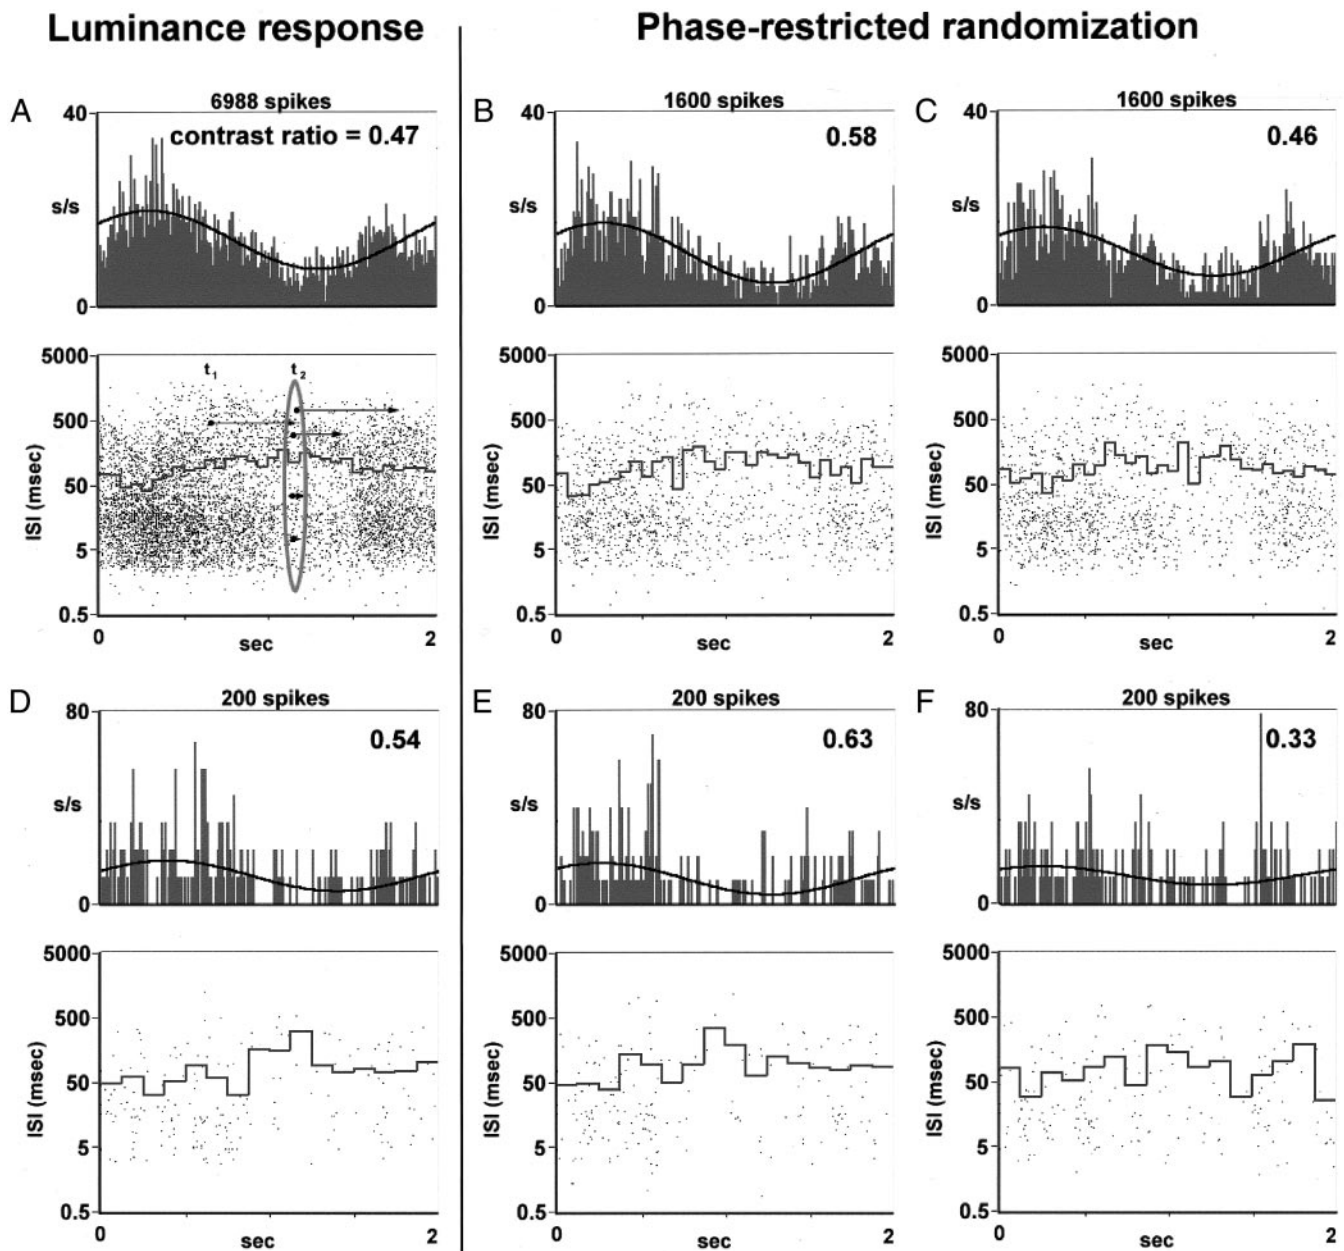 Luminance response
Phase-restricted randomization
A
6988 spikes
contrast ratio = 0.47
40
s/s
0
B
1600 spikes
0.58
40
s/s
0
C
1600 spikes
0.46
40
s/s
0
5000
500
50
5
0.5
ISI (msec)
t1
t2
0
sec
2
5000
500
50
5
0.5
ISI (msec)
0
sec
2
5000
500
50
5
0.5
ISI (msec)
0
sec
2
D
200 spikes
0.54
80
s/s
0
E
200 spikes
0.63
80
s/s
0
F
200 spikes
0.33
80
s/s
0
5000
500
50
5
0.5
ISI (msec)
0
sec
2
5000
500
50
5
0.5
ISI (msec)
0
sec
2
5000
500
50
5
0.5
ISI (msec)
0
sec
2